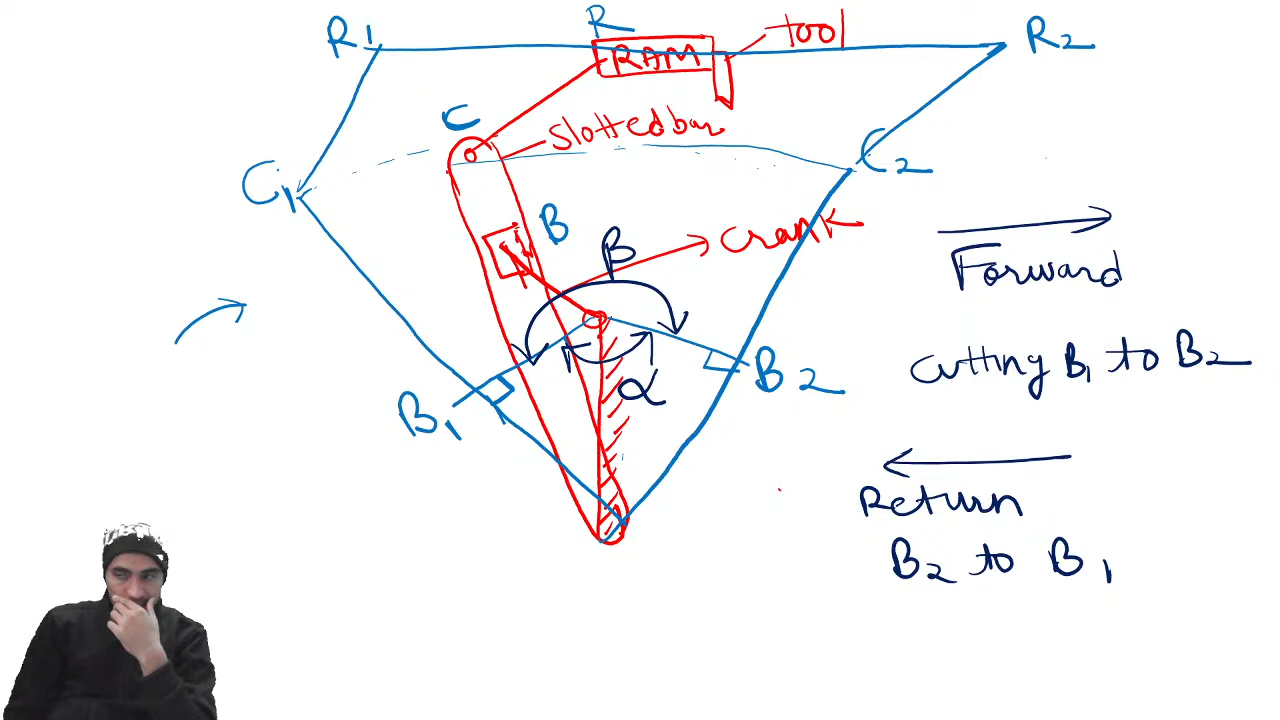 R1
R
R2
RAM
tool
C
slotted bar
C1
C2
B
β
crank
Forward
cutting B1 to B2
α
B2
B1
Return
B2 to B1